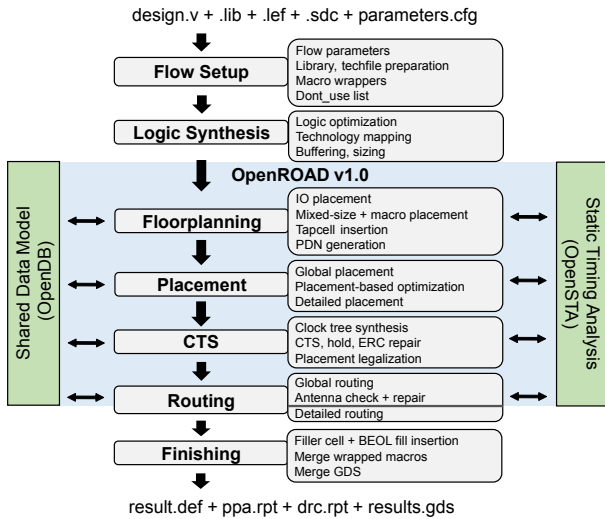 design.v + .lib + .lef + .sdc + parameters.cfg
Flow Setup
Flow parameters
Library, techfile preparation
Macro wrappers
Dont_use list
Logic Synthesis
Logic optimization
Technology mapping
Buffering, sizing
OpenROAD v1.0
Shared Data Model
(OpenDB)
Static Timing Analysis
(OpenSTA)
Floorplanning
IO placement
Mixed-size + macro placement
Tapcell insertion
PDN generation
Placement
Global placement
Placement-based optimization
Detailed placement
CTS
Clock tree synthesis
CTS, hold, ERC repair
Placement legalization
Routing
Global routing
Antenna check + repair
Detailed routing
Finishing
Filler cell + BEOL fill insertion
Merge wrapped macros
Merge GDS
result.def + ppa.rpt + drc.rpt + results.gds